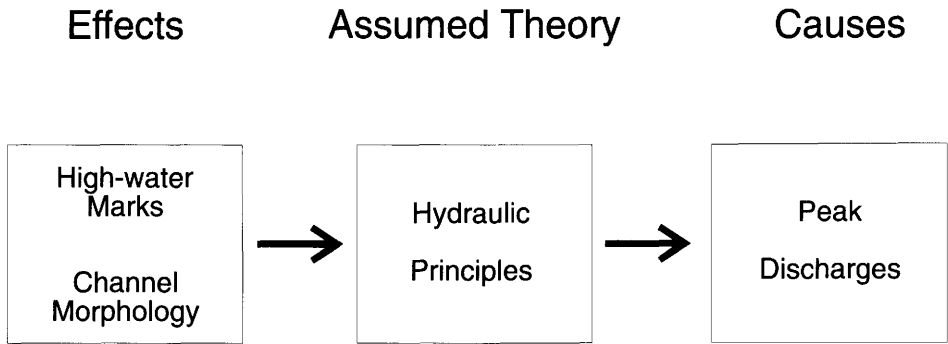 Effects
Assumed Theory
Causes
High-water
Marks
Channel
Morphology
Hydraulic
Principles
Peak
Discharges